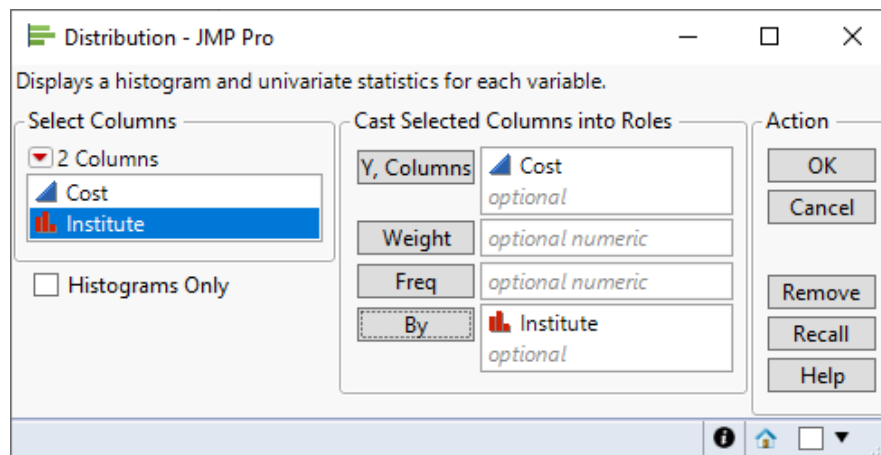 Distribution - JMP Pro
Displays a histogram and univariate statistics for each variable.
Select Columns
2 Columns
Cost
Institute
Histograms Only
Cast Selected Columns into Roles
Y, Columns
Cost
optional
Weight
optional numeric
Freq
optional numeric
By
Institute
optional
Action
OK
Cancel
Remove
Recall
Help